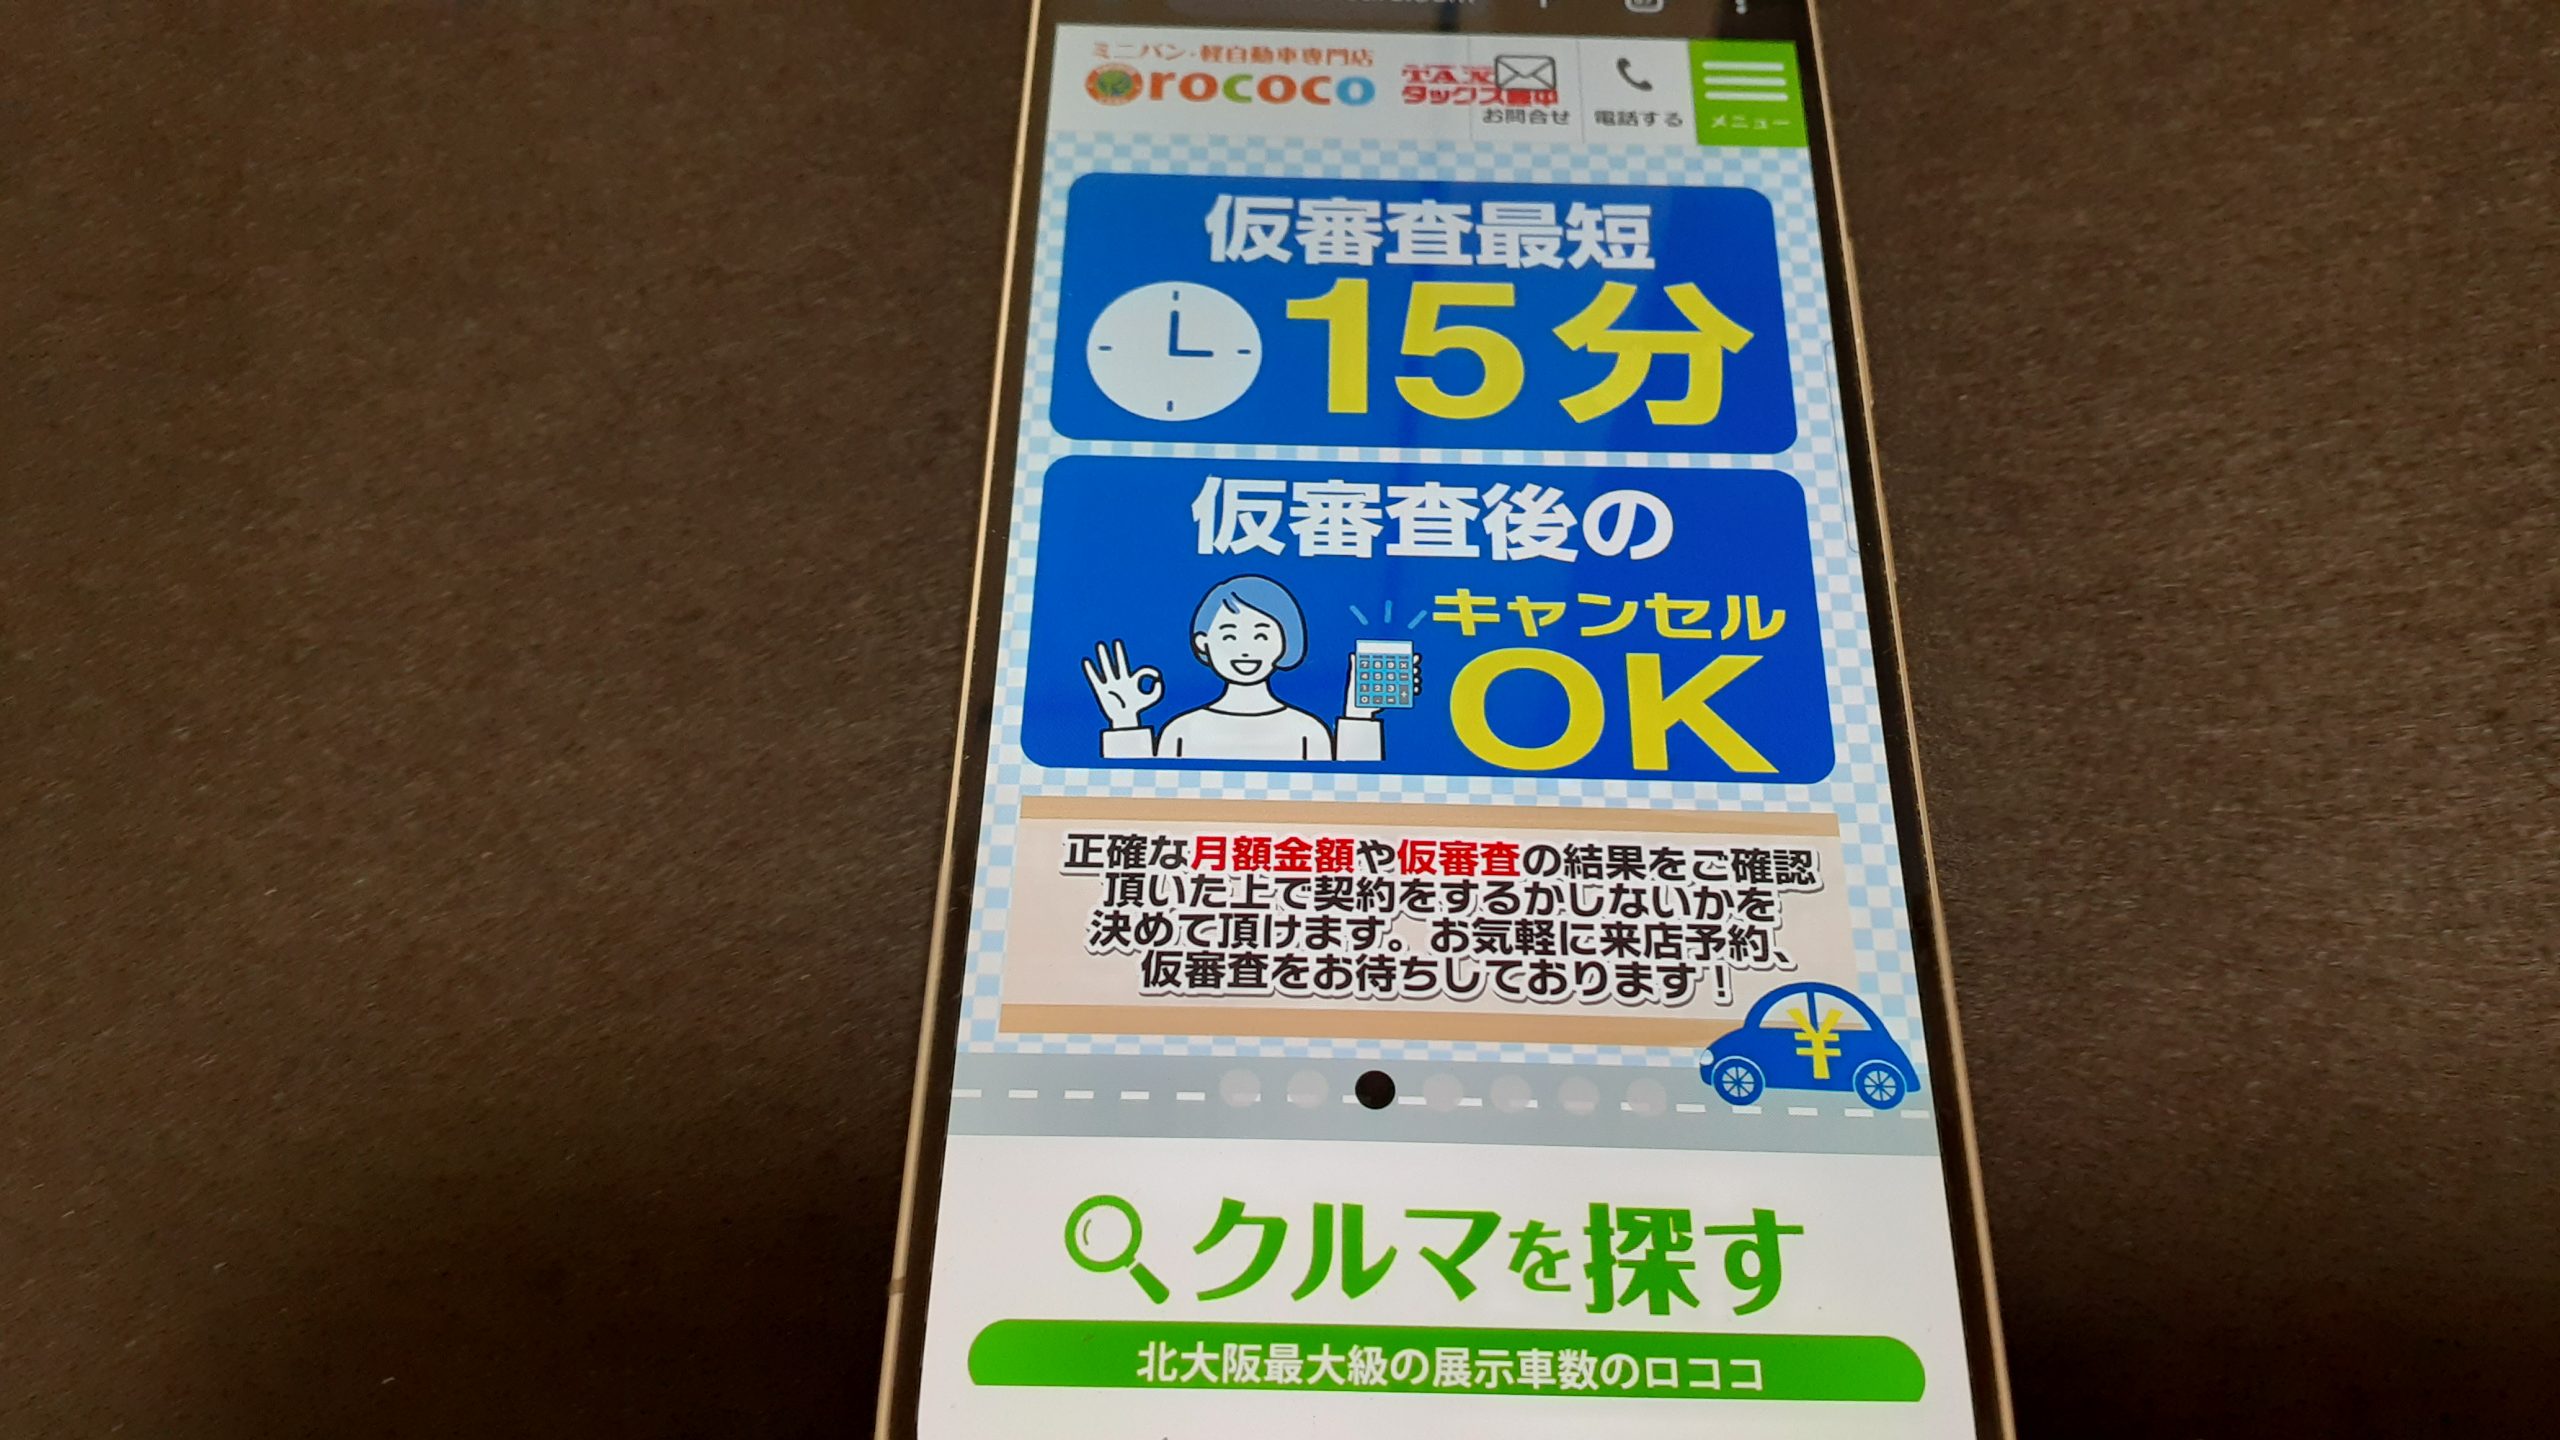 ミニバン・軽自動車専門店
rococo
TAX
タックス豊中
お問合せ
電話する
メニュー
仮審査最短
15分
仮審査後の
キャンセル
OK
正確な月額金額や仮審査の結果をご確認
頂いた上で契約をするかしないかを
決めて頂けます。お気軽に来店予約、
仮審査をお待ちしております！
¥
クルマを探す
北大阪最大級の展示車数のロココ